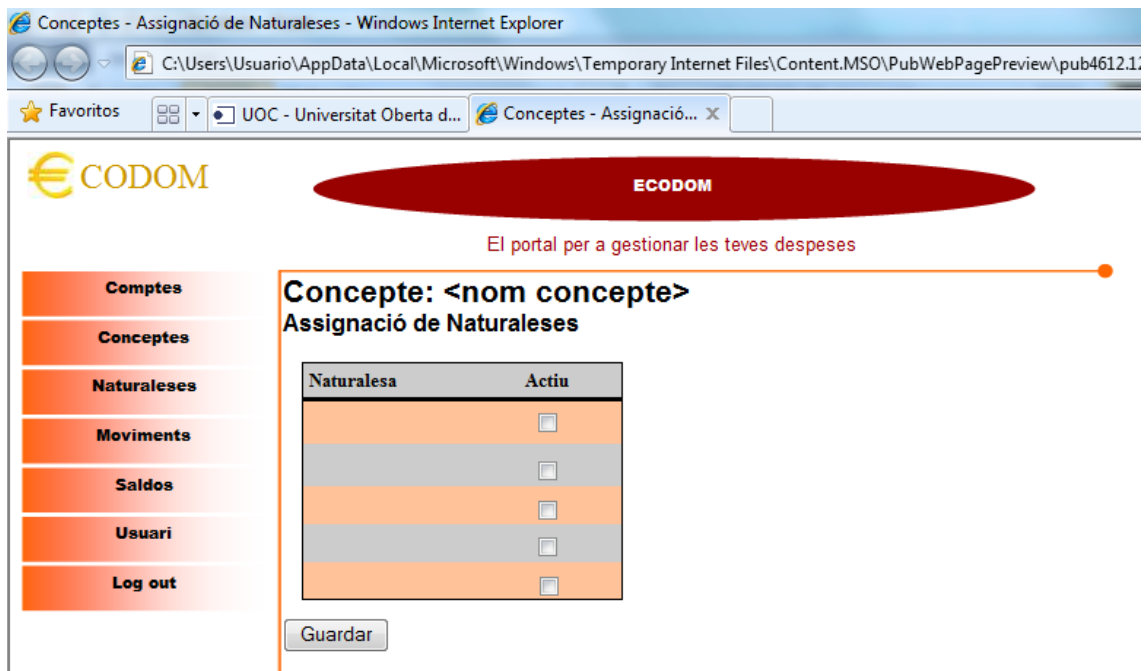 Conceptes - Assignació de Naturaleses - Windows Internet Explorer
C:\Users\Usuario\AppData\Local\Microsoft\Windows\Temporary Internet Files\Content.MSO\PubWebPagePreview\pub4612.12
Favoritos
UOC - Universitat Oberta d...
Conceptes - Assignació...
€CODOM
ECODOM
El portal per a gestionar les teves despeses
Comptes
Conceptes
Naturaleses
Moviments
Saldos
Usuari
Log out
Concepte: <nom concepte>
Assignació de Naturaleses
Naturalesa Actiu
Guardar